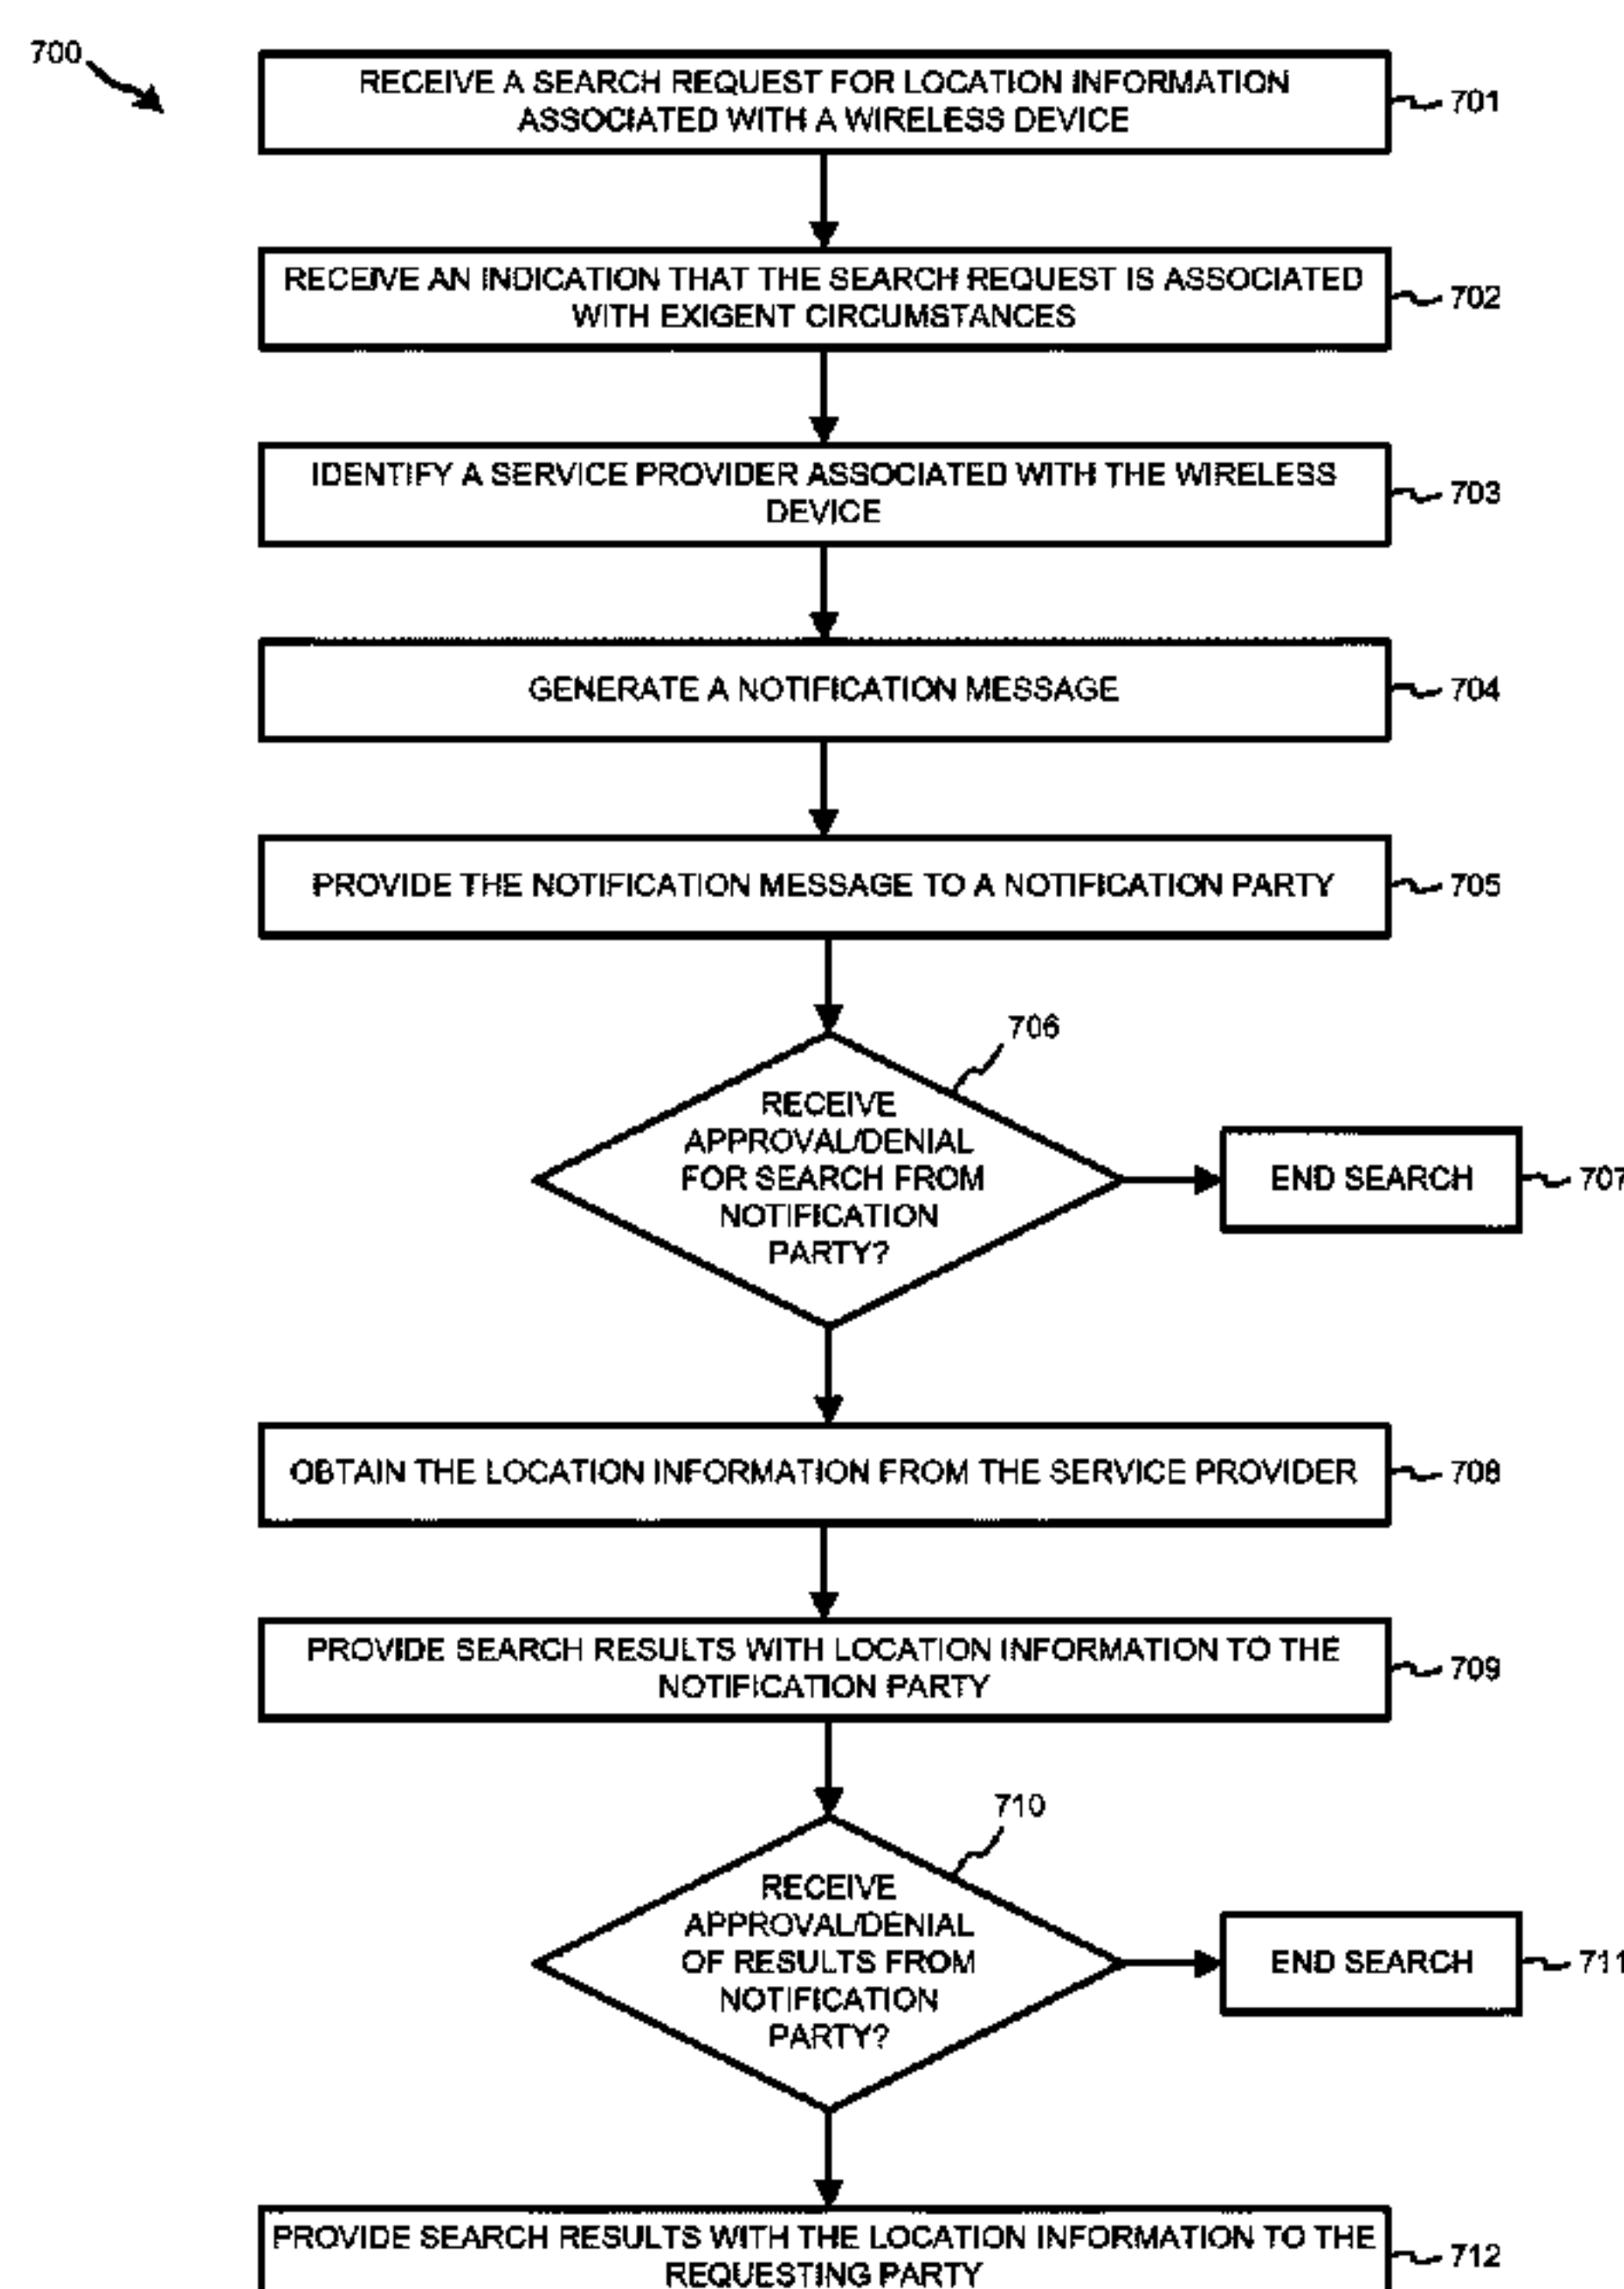 700
RECEIVE A SEARCH REQUEST FOR LOCATION INFORMATION
ASSOCIATED WITH A WIRELESS DEVICE
701
RECEIVE AN INDICATION THAT THE SEARCH REQUEST IS ASSOCIATED
WITH EXIGENT CIRCUMSTANCES
702
IDENTIFY A SERVICE PROVIDER ASSOCIATED WITH THE WIRELESS
DEVICE
703
GENERATE A NOTIFICATION MESSAGE
704
PROVIDE THE NOTIFICATION MESSAGE TO A NOTIFICATION PARTY
705
706
RECEIVE
APPROVAL/DENIAL
FOR SEARCH FROM
NOTIFICATION
PARTY?
END SEARCH
707
OBTAIN THE LOCATION INFORMATION FROM THE SERVICE PROVIDER
708
PROVIDE SEARCH RESULTS WITH LOCATION INFORMATION TO THE
NOTIFICATION PARTY
709
710
RECEIVE
APPROVAL/DENIAL
OF RESULTS FROM
NOTIFICATION
PARTY?
END SEARCH
711
PROVIDE SEARCH RESULTS WITH THE LOCATION INFORMATION TO THE
REQUESTING PARTY
712